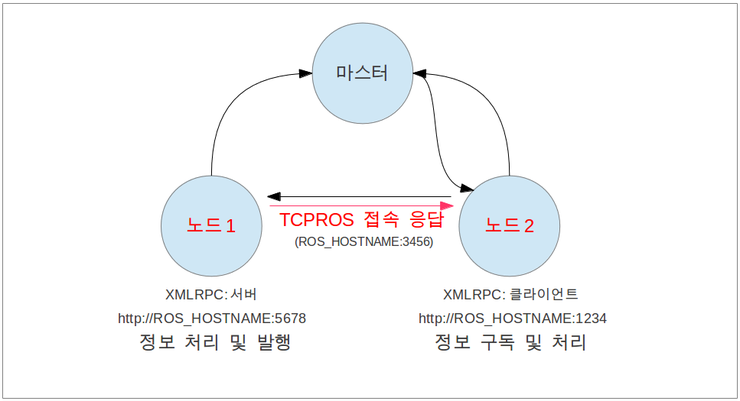 마스터
노드 1
TCPROS 접속 응답
(ROS_HOSTNAME:3456)
노드 2
XMLRPC: 서버
http://ROS_HOSTNAME:5678
정보 처리 및 발행
XMLRPC: 클라이언트
http://ROS_HOSTNAME:1234
정보 구독 및 처리